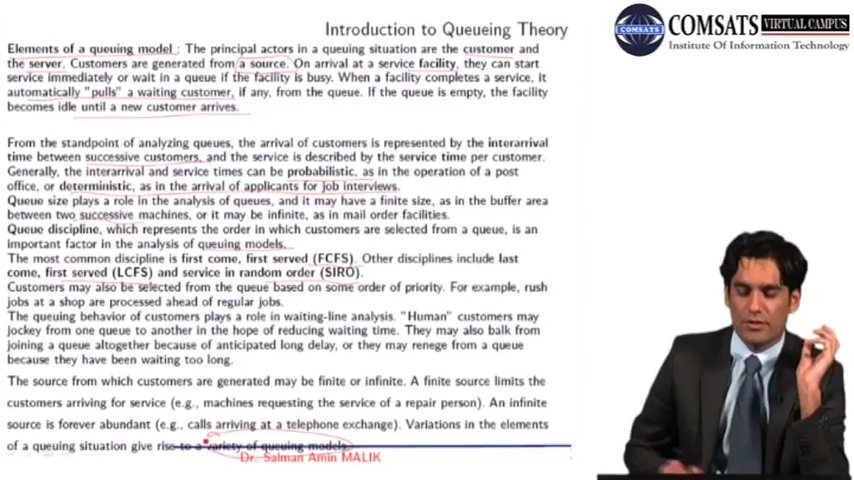 Introduction to Queueing Theory
COMSATS VIRTUAL CAMPUS
Institute Of Information Technology
COMSATS
Elements of a queuing model : The principal actors in a queuing situation are the customer and
the server. Customers are generated from a source. On arrival at a service facility, they can start
service immediately or wait in a queue if the facility is busy. When a facility completes a service, it
automatically "pulls" a waiting customer, if any, from the queue. If the queue is empty, the facility
becomes idle until a new customer arrives.
From the standpoint of analyzing queues, the arrival of customers is represented by the interarrival
time between successive customers, and the service is described by the service time per customer.
Generally, the interarrival and service times can be probabilistic, as in the operation of a post
office, or deterministic, as in the arrival of applicants for job interviews.
Queue size plays a role in the analysis of queues, and it may have a finite size, as in the buffer area
between two successive machines, or it may be infinite, as in mail order facilities.
Queue discipline, which represents the order in which customers are selected from a queue, is an
important factor in the analysis of queuing models.
The most common discipline is first come, first served (FCFS). Other disciplines include last
come, first served (LCFS) and service in random order (SIRO).
Customers may also be selected from the queue based on some order of priority. For example, rush
jobs at a shop are processed ahead of regular jobs.
The queuing behavior of customers plays a role in waiting-line analysis. "Human" customers may
Jockey from one queue to another in the hope of reducing waiting time. They may also balk from
joining a queue altogether because of anticipated long delay, or they may renege from a queue
because they have been waiting too long.
The source from which customers are generated may be finite or infinite. A finite source limits the
customers arriving for service (e.g., machines requesting the service of a repair person). An infinite
source is forever abundant (e.g., calls arriving at a telephone exchange). Variations in the elements
of a queuing situation give rise to a variety of queuing models.
Dr. Salman Amin MALIK